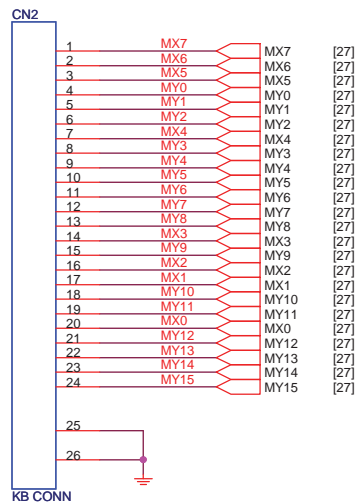 CN2
1 MX7 MX7 [27]
2 MX6 MX6 [27]
3 MX5 MX5 [27]
4 MY0 MY0 [27]
5 MY1 MY1 [27]
6 MY2 MY2 [27]
7 MX4 MX4 [27]
8 MY3 MY3 [27]
9 MY4 MY4 [27]
10 MY5 MY5 [27]
11 MY6 MY6 [27]
12 MY7 MY7 [27]
13 MY8 MY8 [27]
14 MX3 MX3 [27]
15 MY9 MY9 [27]
16 MX2 MX2 [27]
17 MX1 MX1 [27]
18 MY10 MY10 [27]
19 MY11 MY11 [27]
20 MX0 MX0 [27]
21 MY12 MY12 [27]
22 MY13 MY13 [27]
23 MY14 MY14 [27]
24 MY15 MY15 [27]
25
26
KB CONN